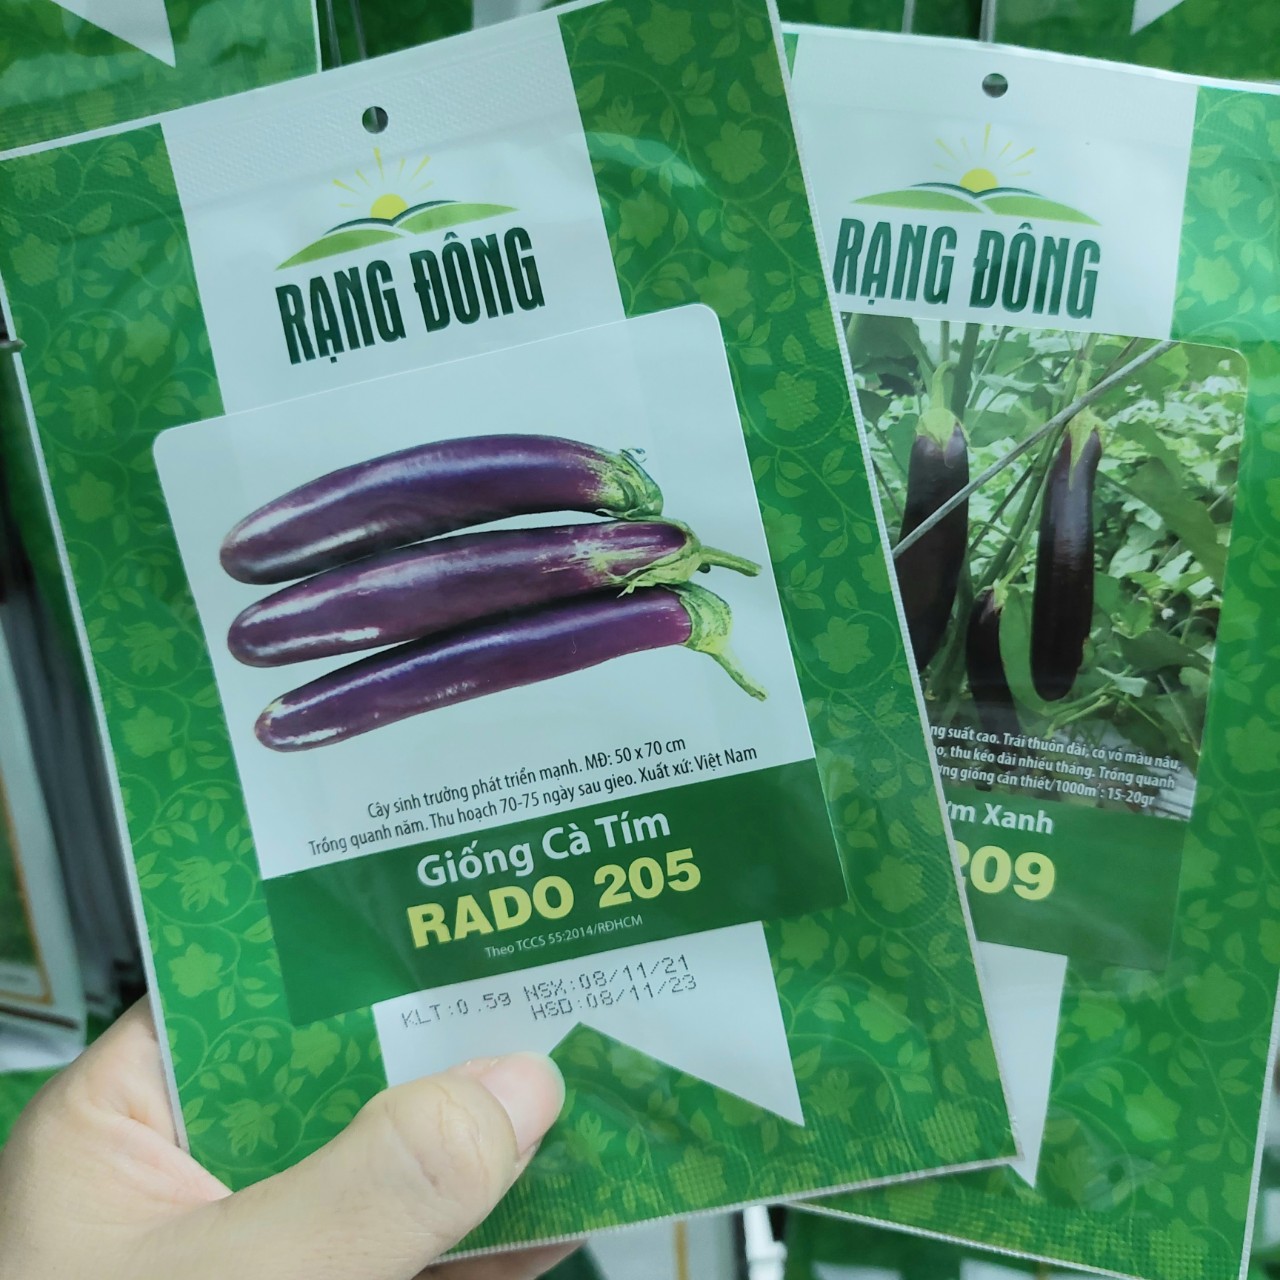 RẠNG ĐÔNG
Cây sinh trưởng phát triển mạnh. MĐ: 50 x 70 cm
Trồng quanh năm. Thu hoạch 70-75 ngày sau gieo. Xuất xứ: Việt Nam
Giống Cà Tím
RADO 205
Theo TCCS 55:2014/RĐHCM
KLT:0.5g NSX:08/11/21
HSD:08/11/23
RẠNG ĐÔNG
suất cao. Trái thuôn dài, có vỏ màu nâu,
thu kéo dài nhiều tháng. Trồng quanh
giống cần thiết/1000m²: 15-20gr
Xanh
209